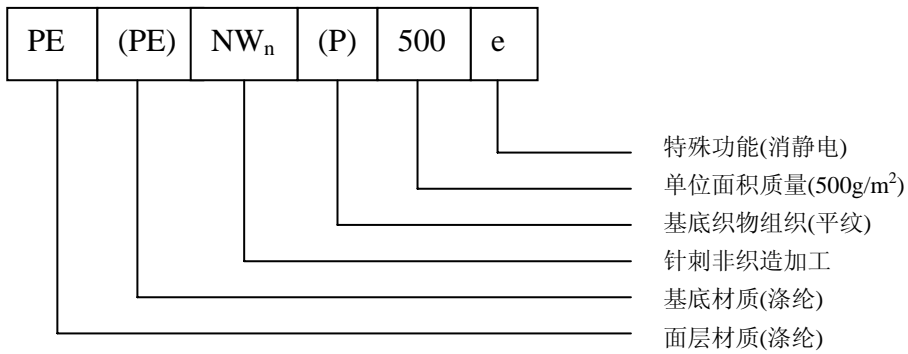 PE (PE) NWn (P) 500 e
特殊功能(消静电)
单位面积质量(500g/m²)
基底织物组织(平纹)
针刺非织造加工
基底材质(涤纶)
面层材质(涤纶)